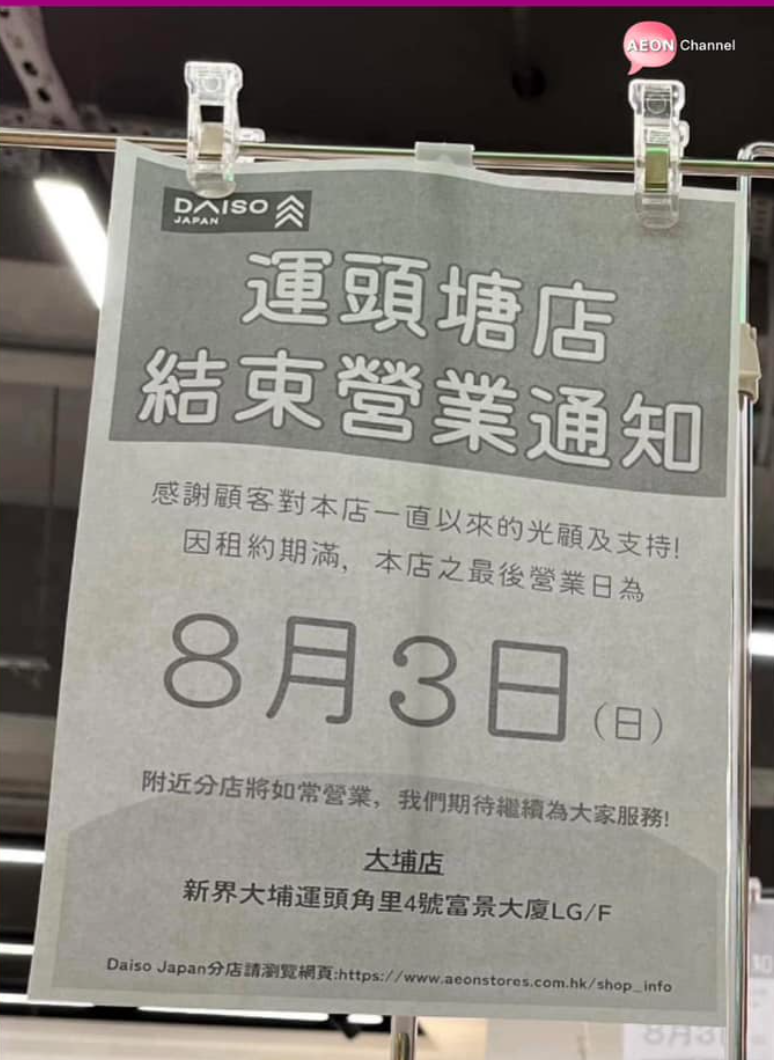 AEON Channel
DAISO
JAPAN
運頭塘店
結束營業通知
感謝顧客對本店一直以來的光顧及支持!
因租約期滿，本店之最後營業日為
8月3日（日）
附近分店將如常營業，我們期待繼續為大家服務!
大埔店
新界大埔運頭角里4號富景大廈LG/F
Daiso Japan分店請瀏覽網頁:https://www.aeonstores.com.hk/shop_info
8月3